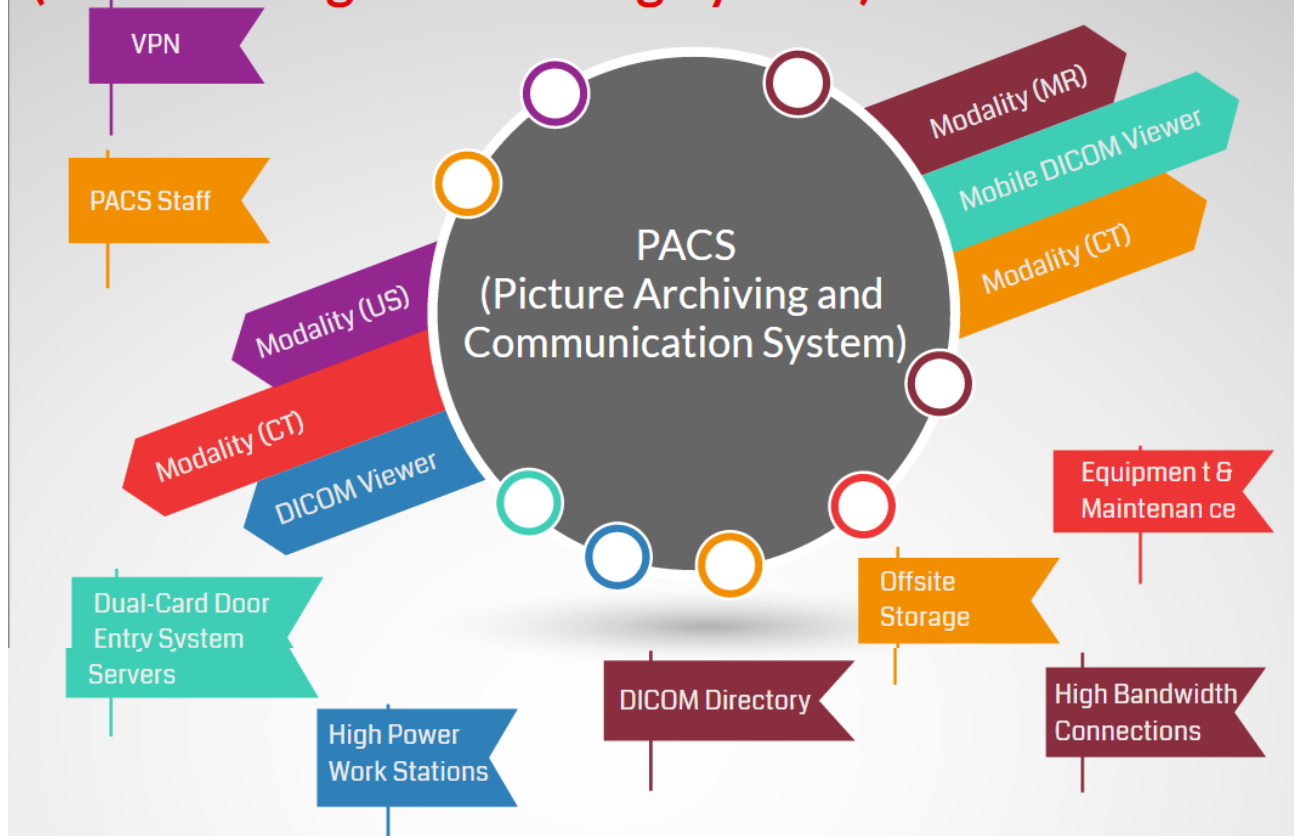 VPN
PACS Staff
Modality (US)
Modality (CT)
DICOM Viewer
PACS
(Picture Archiving and
Communication System)
Modality (MR)
Mobile DICOM Viewer
Modality (CT)
Equipmen t &
Maintenan ce
Offsite
Storage
Dual-Card Door
Entry System
Servers
High Power
Work Stations
DICOM Directory
High Bandwidth
Connections